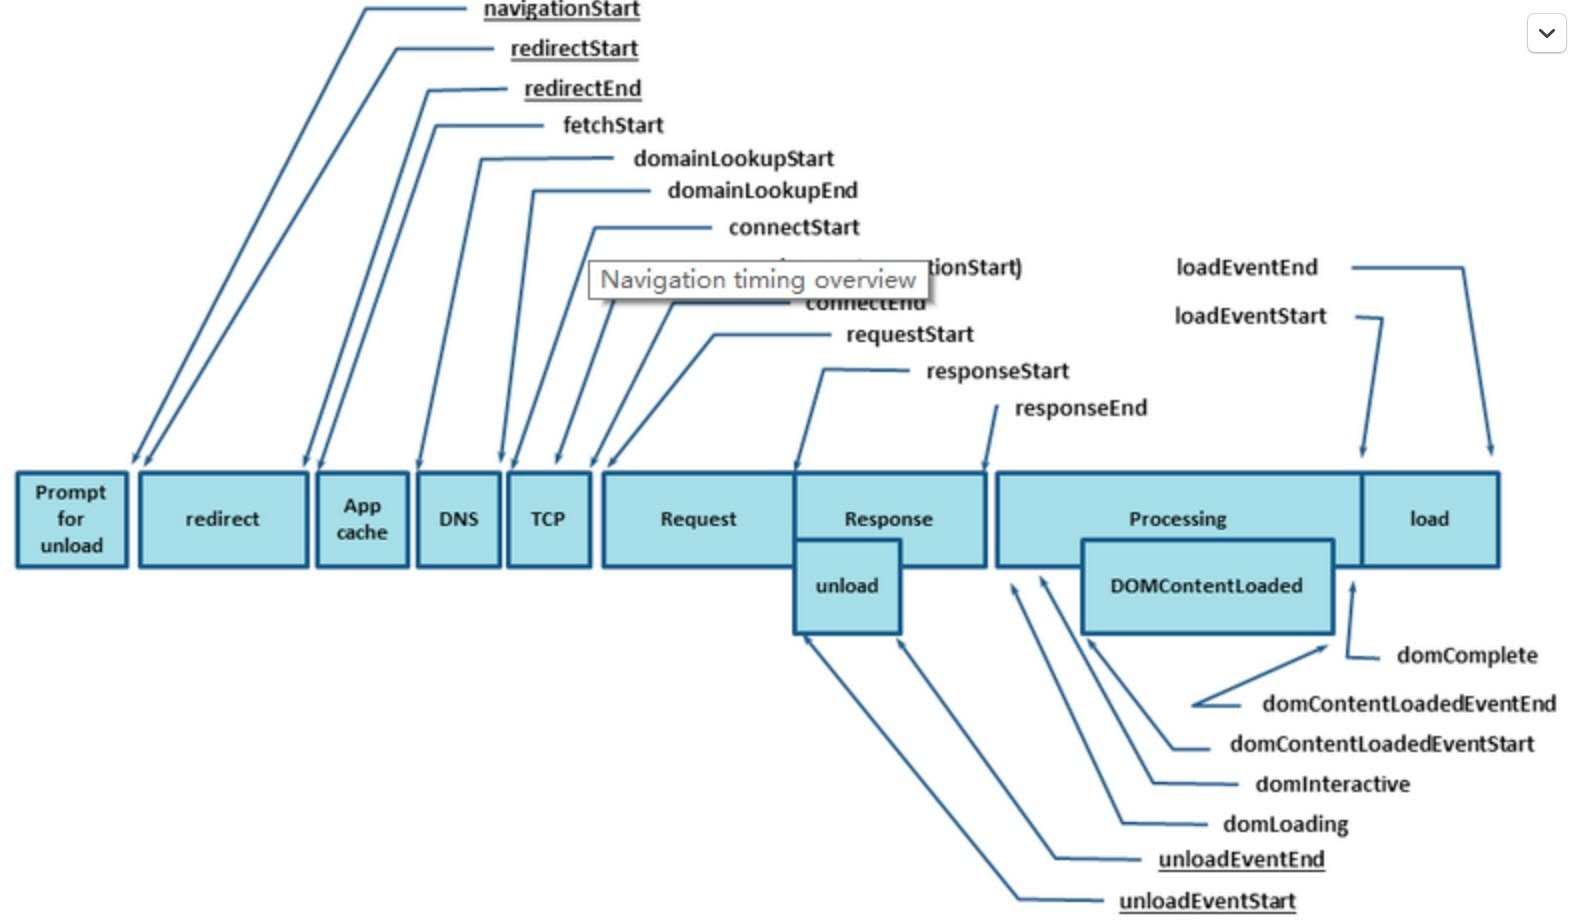 navigationStart
redirectStart
redirectEnd
fetchStart
domainLookupStart
domainLookupEnd
connectStart
tionStart)
Navigation timing overview
connectEnd
requestStart
responseStart
responseEnd
loadEventEnd
loadEventStart
Prompt
for
unload
redirect
App
cache
DNS
TCP
Request
Response
unload
Processing
DOMContentLoaded
load
domComplete
domContentLoadedEventEnd
domContentLoadedEventStart
domInteractive
domLoading
unloadEventEnd
unloadEventStart